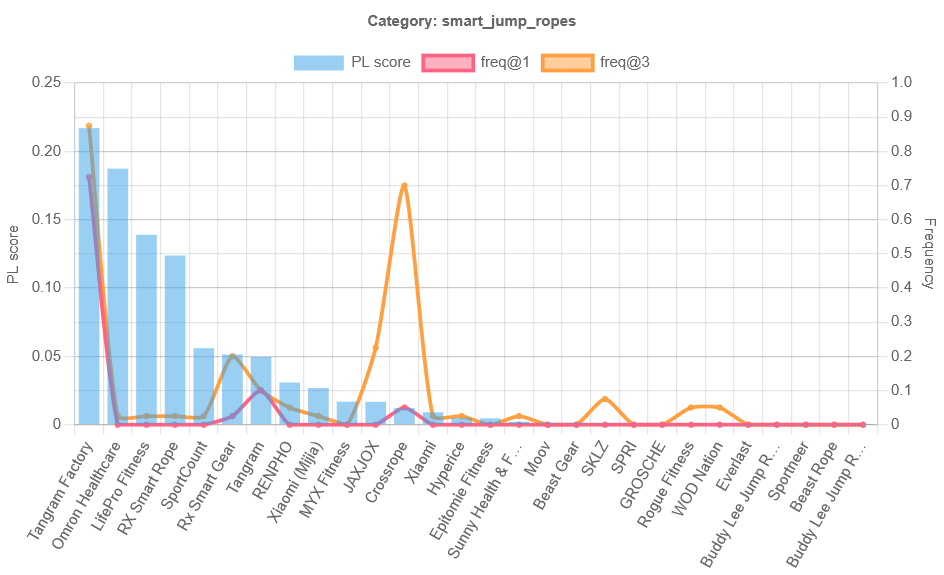 Category: smart_jump_ropes
PL score freq@1 freq@3
0.25 1.0
0.9
0.20 0.8
0.7
0.15 0.6
0.5
0.10 0.4
0.3
0.05 0.2
0.1
0 0
PL score
Frequency
Tangram Factory
Omron Healthcare
LifePro Fitness
RX Smart Rope
SportCount
Rx Smart Gear
Tangram
RENPHO
Xiaomi (Mijia)
MYX Fitness
JAXJOX
Crossrope
Xiaomi
Hyperice
Epitomie Fitness
Sunny Health & F…
Moov
Beast Gear
SKLZ
SPRI
GROSCHE
Rogue Fitness
WOD Nation
Everlast
Buddy Lee Jump R…
Sportneer
Beast Rope
Buddy Lee Jump R…